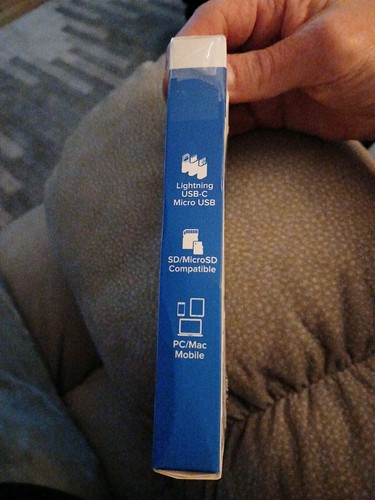 Lightning
USB-C
Micro USB
SD/MicroSD
Compatible
PC/Mac
Mobile